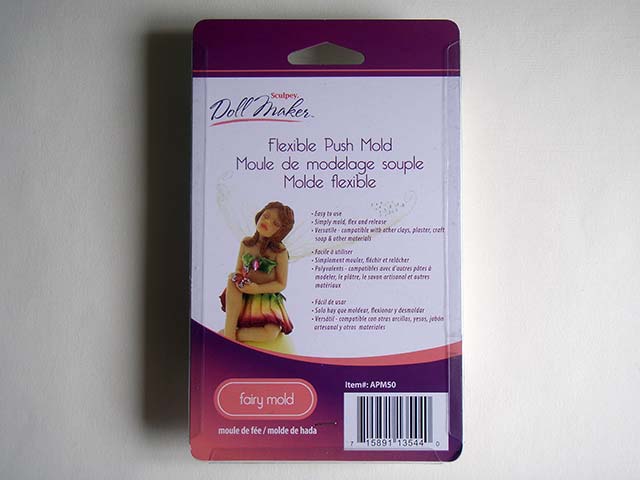 Sculpey.
Doll Maker™
Flexible Push Mold
Moule de modelage souple
Molde flexible
• Easy to use
• Simply mold, flex and release
• Versatile - compatible with other clays, plaster, craft
soap & other materials
• Facile à utiliser
• Simplement mouler, fléchir et relâcher
• Polyvalents - compatibles avec d'autres pâtes à
modeler, le plâtre, le savon artisanal et autres
matériaux
• Fácil de usar
• Solo hay que moldear, flexionar y desmoldar
• Versátil - compatible con otras arcillas, yesos, jabón
artesanal y otros materiales
Item#: APM50
fairy mold
moule de fée / molde de hada
7 15891 13544 0